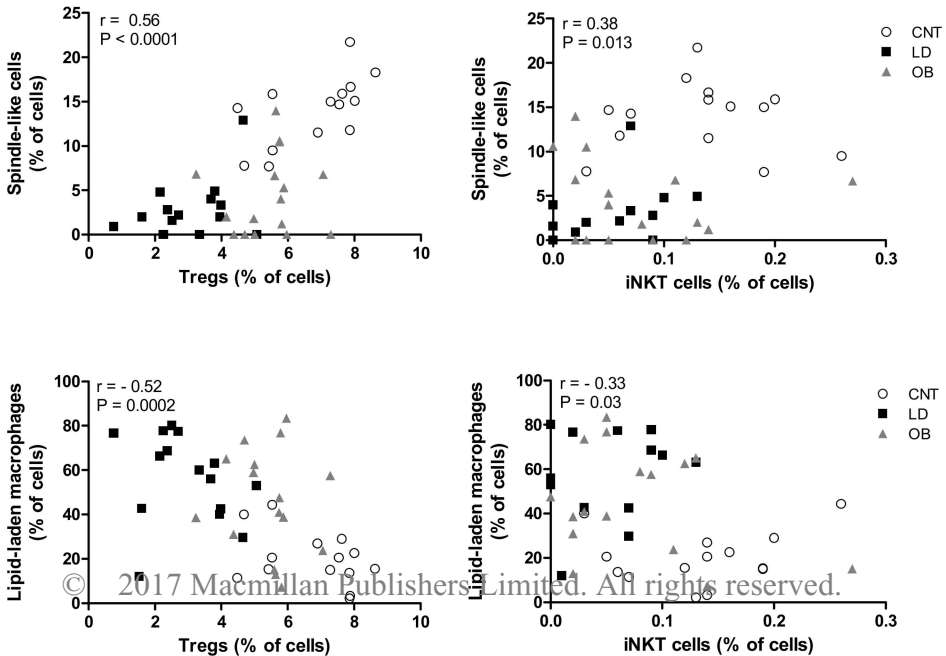 r = 0.56
P < 0.0001
Spindle-like cells
(% of cells)
25
20
15
10
5
0
0 2 4 6 8 10
Tregs (% of cells)
r = 0.38
P = 0.013
Spindle-like cells
(% of cells)
25
20
15
10
5
0
0.0 0.1 0.2 0.3
iNKT cells (% of cells)
CNT
LD
OB
r = - 0.52
P = 0.0002
Lipid-laden macrophages
(% of cells)
100
80
60
40
20
0
0 2 4 6 8 10
Tregs (% of cells)
r = - 0.33
P = 0.03
Lipid-laden macrophages
(% of cells)
100
80
60
40
20
0
0.0 0.1 0.2 0.3
iNKT cells (% of cells)
CNT
LD
OB
© 2017 Macmillan Publishers Limited. All rights reserved.